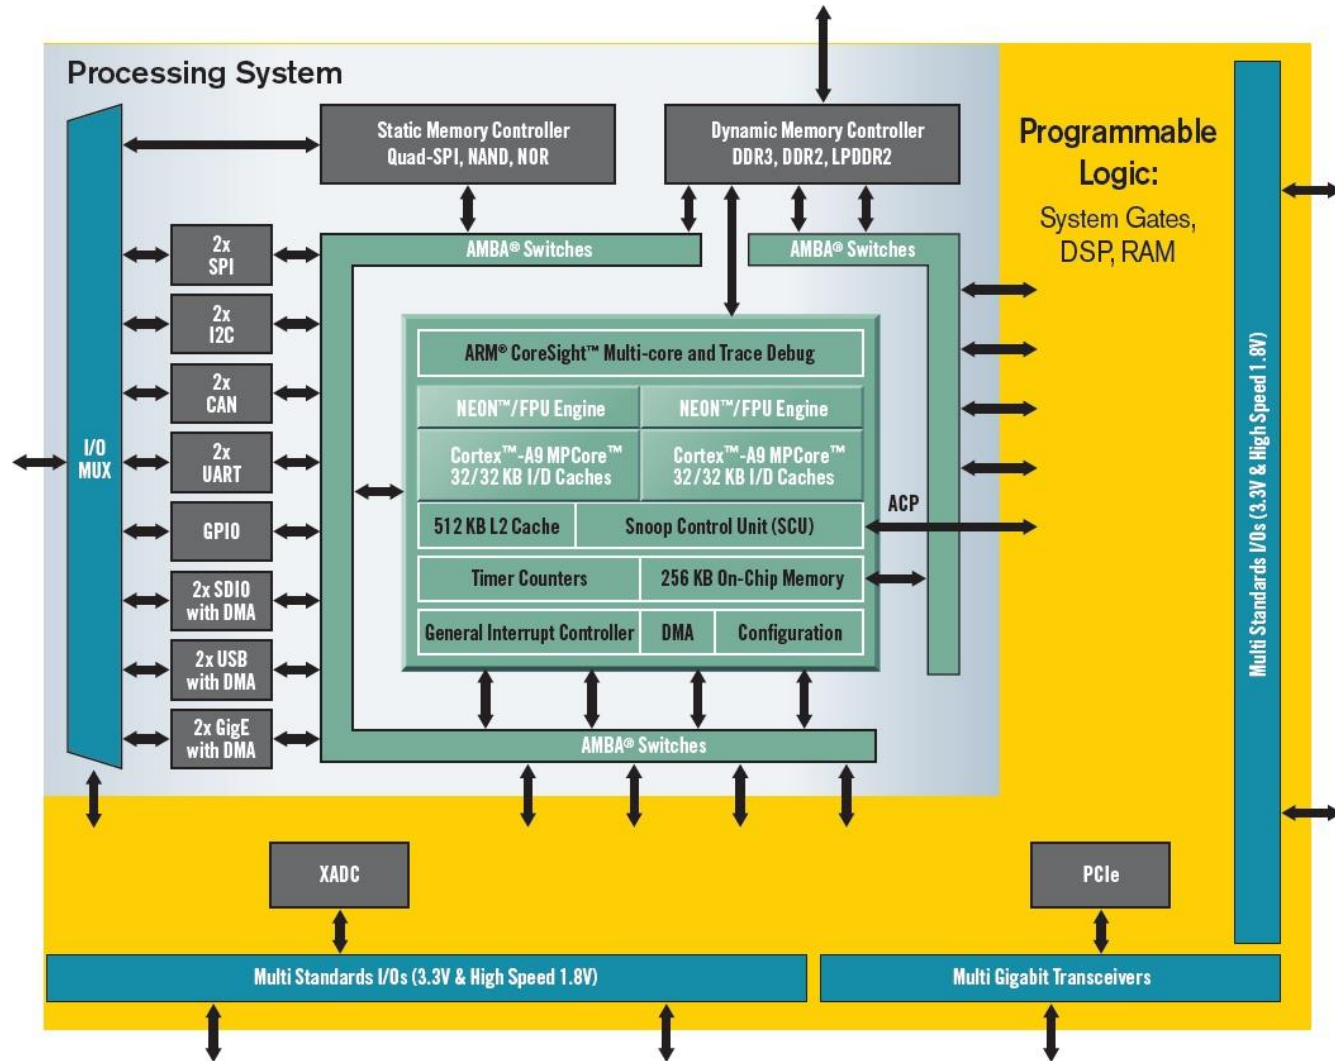 Processing System
Static Memory Controller
Quad-SPI, NAND, NOR
Dynamic Memory Controller
DDR3, DDR2, LPDDR2
Programmable
Logic:
System Gates,
DSP, RAM
AMBA® Switches
AMBA® Switches
2x
SPI
2x
I2C
2x
CAN
2x
UART
GPIO
2x SDIO
with DMA
2x USB
with DMA
2x GigE
with DMA
I/O
MUX
ARM® CoreSight™ Multi-core and Trace Debug
NEON™/FPU Engine
NEON™/FPU Engine
Cortex™-A9 MPCore™
32/32 KB I/D Caches
Cortex™-A9 MPCore™
32/32 KB I/D Caches
512 KB L2 Cache
Snoop Control Unit (SCU)
ACP
Timer Counters
256 KB On-Chip Memory
General Interrupt Controller
DMA
Configuration
AMBA® Switches
Multi Standards I/Os (3.3V & High Speed 1.8V)
XADC
PCIe
Multi Standards I/Os (3.3V & High Speed 1.8V)
Multi Gigabit Transceivers